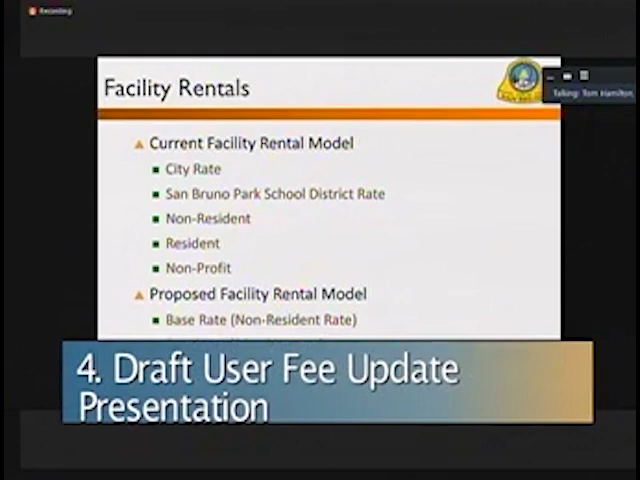 Recording
Facility Rentals
Talking: Tom Hamilton
Current Facility Rental Model
City Rate
San Bruno Park School District Rate
Non-Resident
Resident
Non-Profit
Proposed Facility Rental Model
Base Rate (Non-Resident Rate)
4. Draft User Fee Update
Presentation